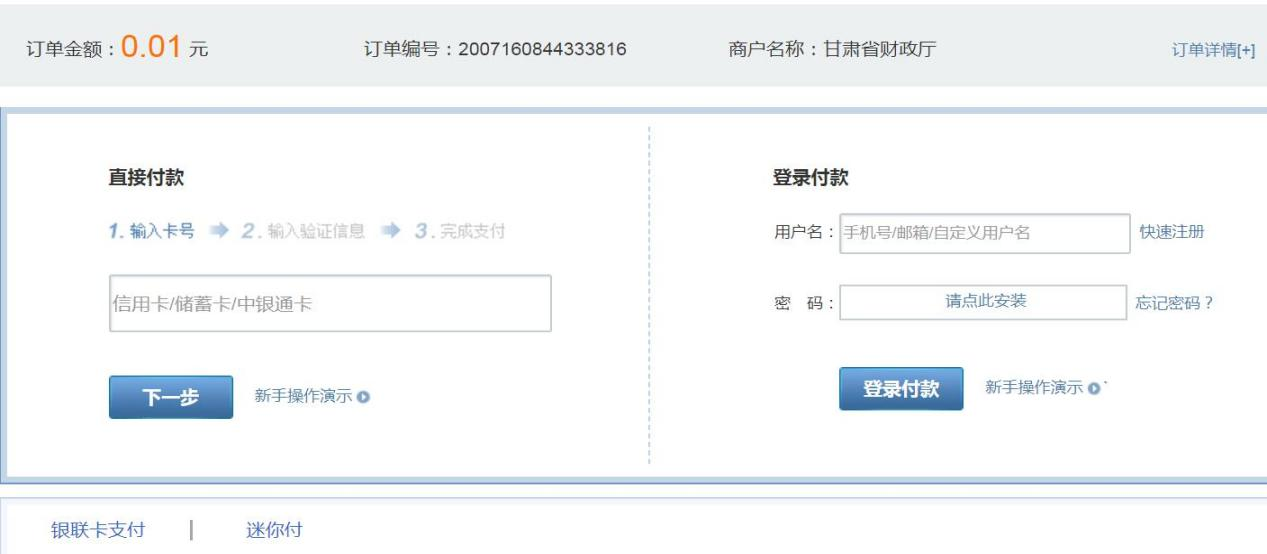 订单金额：0.01 元 订单编号：2007160844333816 商户名称：甘肃省财政厅 订单详情[+]
直接付款
1. 输入卡号 2. 输入验证信息 3. 完成支付
信用卡/储蓄卡/中银通卡
下一步 新手操作演示
登录付款
用户名：手机号/邮箱/自定义用户名 快速注册
密 码：请点此安装 忘记密码？
登录付款 新手操作演示
银联卡支付 | 迷你付